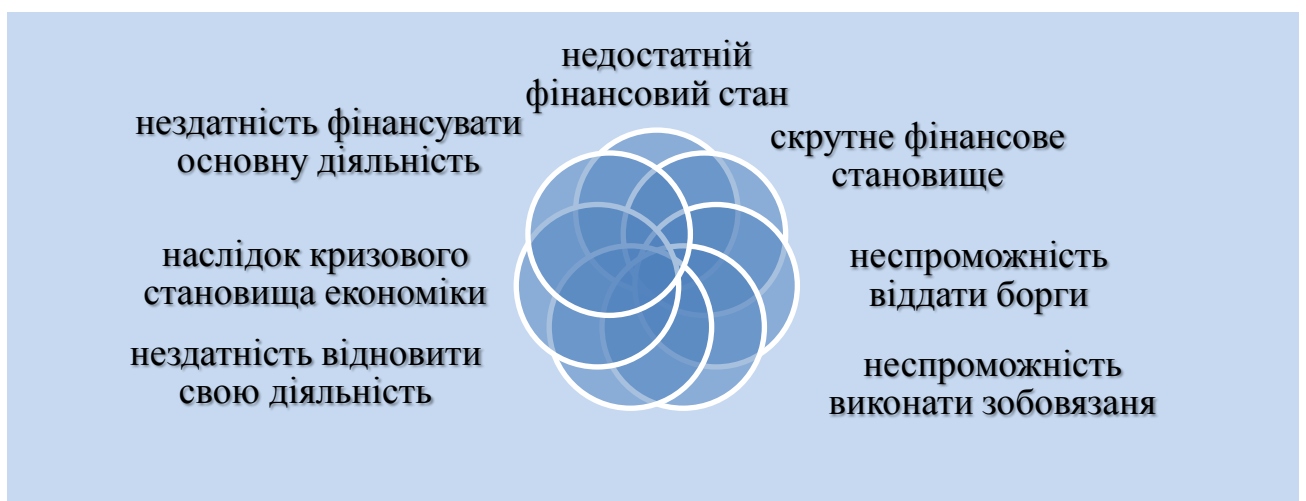 недостатній
фінансовий стан
скрутне фінансове
становище
неспроможність
віддати борги
неспроможність
виконати зобовязаня
нездатність відновити
свою діяльність
наслідок кризового
становища економіки
нездатність фінансувати
основну діяльність